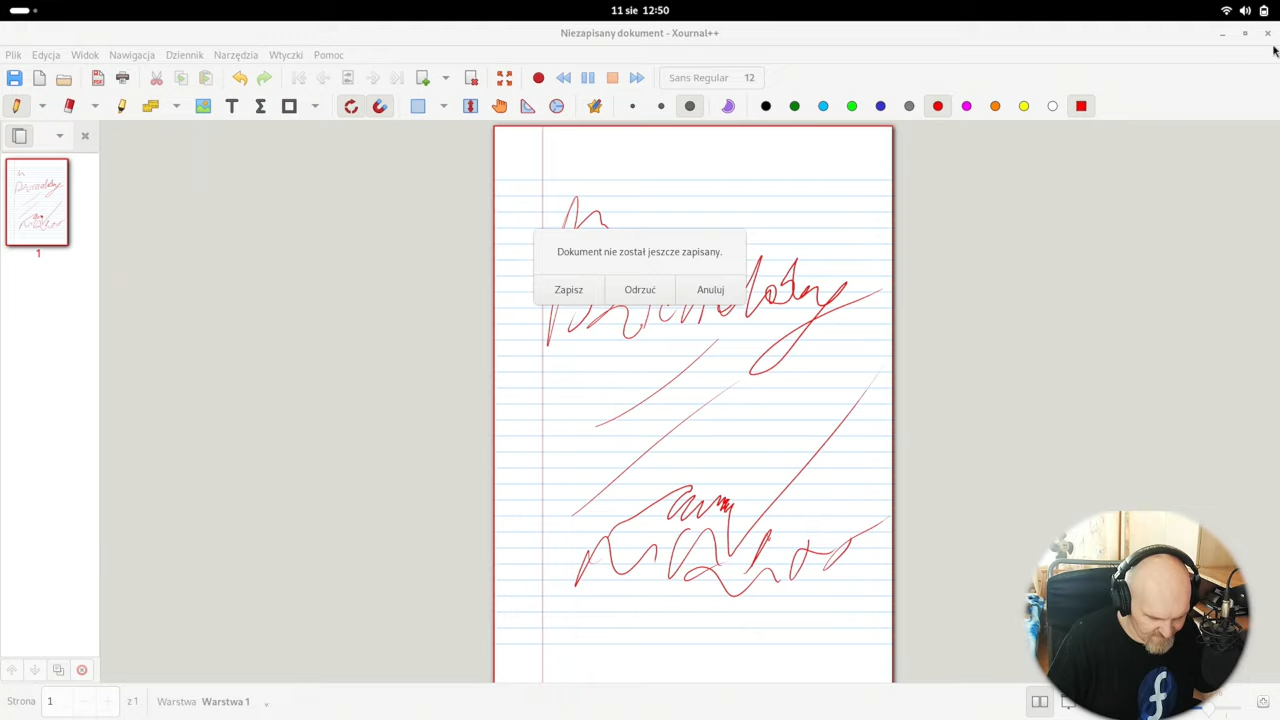 11 sie 12:50
Niezapisany dokument - Xournal++
Plik Edycja Widok Nawigacja Dziennik Narzędzia Wtyczki Pomoc
Sans Regular 12
Dokument nie został jeszcze zapisany.
Zapisz Odrzuć Anuluj
1
Strona 1 z 1 Warstwa Warstwa 1